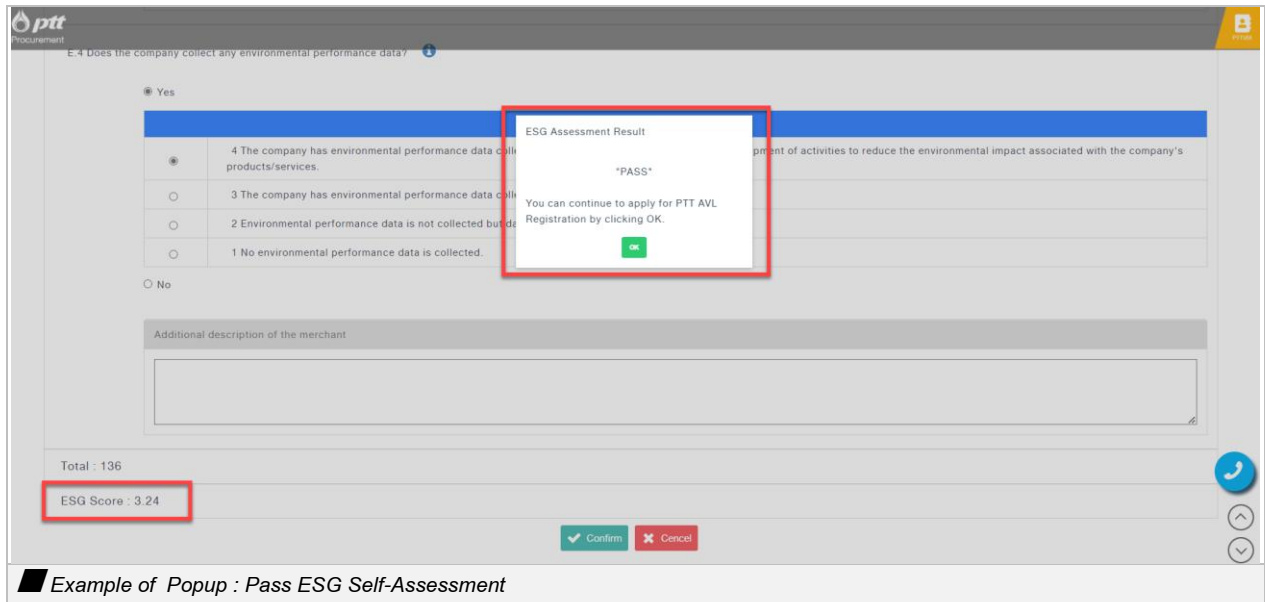 ptt
Procurement
E.4 Does the company collect any environmental performance data?
Yes
ESG Assessment Result
4 The company has environmental performance data colle
pment of activities to reduce the environmental impact associated with the company's
products/services.
"PASS"
3 The company has environmental performance data colle
You can continue to apply for PTT AVL
2 Environmental performance data is not collected but da
Registration by clicking OK.
OK
1 No environmental performance data is collected.
No
Additional description of the merchant
Total : 136
ESG Score : 3.24
Confirm
Cencel
Example of Popup : Pass ESG Self-Assessment